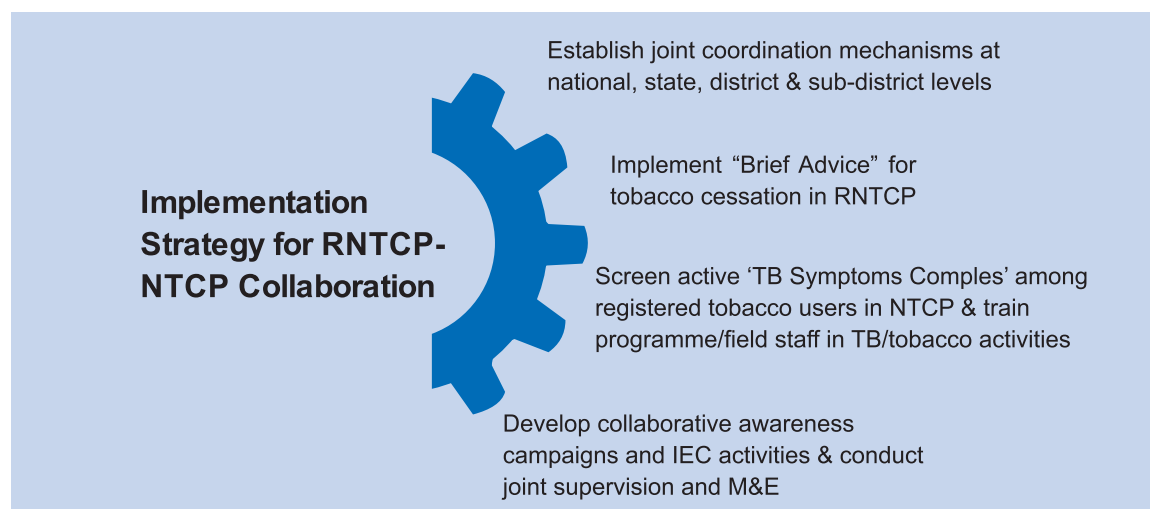 Establish joint coordination mechanisms at
national, state, district & sub-district levels
Implement “Brief Advice” for
tobacco cessation in RNTCP
Implementation
Strategy for RNTCP-
NTCP Collaboration
Screen active ‘TB Symptoms Comples’ among
registered tobacco users in NTCP & train
programme/field staff in TB/tobacco activities
Develop collaborative awareness
campaigns and IEC activities & conduct
joint supervision and M&E